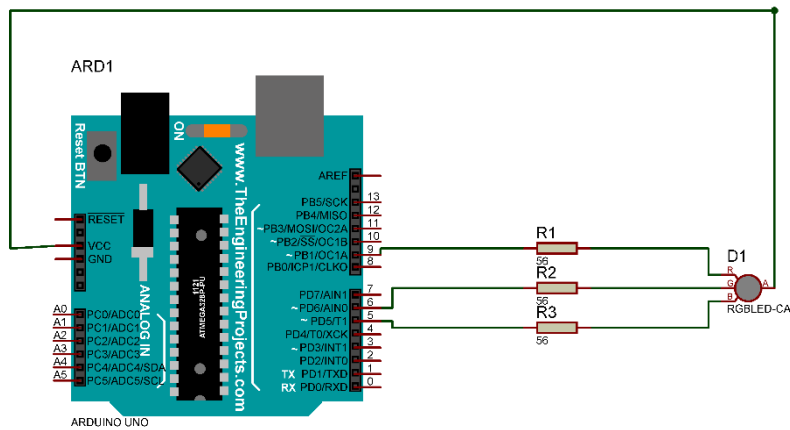 ARD1
Reset BTN
ON
www.TheEngineeringProjects.com
1121
ATMEGA328P-PU
ANALOG IN
RESET
VCC
GND
A0 PC0/ADC0
A1 PC1/ADC1
A2 PC2/ADC2
A3 PC3/ADC3
A4 PC4/ADC4/SDA
A5 PC5/ADC5/SCL
AREF
PB5/SCK 13
PB4/MISO 12
~PB3/MOSI/OC2A 11
~PB2/SS/OC1B 10
~PB1/OC1A 9
PB0/ICP1/CLKO 8
PD7/AIN1 7
~PD6/AIN0 6
~PD5/T1 5
PD4/T0/XCK 4
~PD3/INT1 3
PD2/INT0 2
TX PD1/TXD 1
RX PD0/RXD 0
ARDUINO UNO
R1
56
R2
56
R3
56
D1
R
G
B
A
RGBLED-CA